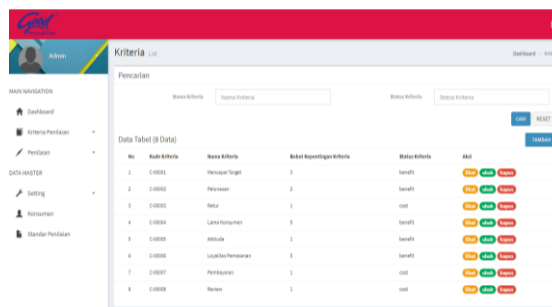 Good
Admin
Kriteria List
Dashboard
Pencarian
Nama Kriteria Nama Kriteria Status Kriteria Status Kriteria
CARI RESET
MAIN NAVIGATION
Dashboard
Kriteria Penilaian
Penilaian
DATA MASTER
Setting
Konsumen
Standar Penilaian
Data Tabel (8 Data) TAMBAH
No Kode Kriteria Nama Kriteria Bobot Kepentingan Kriteria Status Kriteria Aksi
1 C-00001 Mencapai Target 3 benefit lihat ubah hapus
2 C-00002 Pelunasan benefit lihat ubah hapus
3 C-00003 Retur 1 cost lihat ubah hapus
4 C-00004 Lama Konsumen benefit lihat ubah hapus
5 C-00005 Attitude 1 benefit lihat ubah hapus
6 C-00006 Loyalitas Pemesanan 5 benefit lihat ubah hapus
7 C-00007 Pembayaran 1 cost lihat ubah hapus
8 C-00008 Review 1 cost lihat ubah hapus